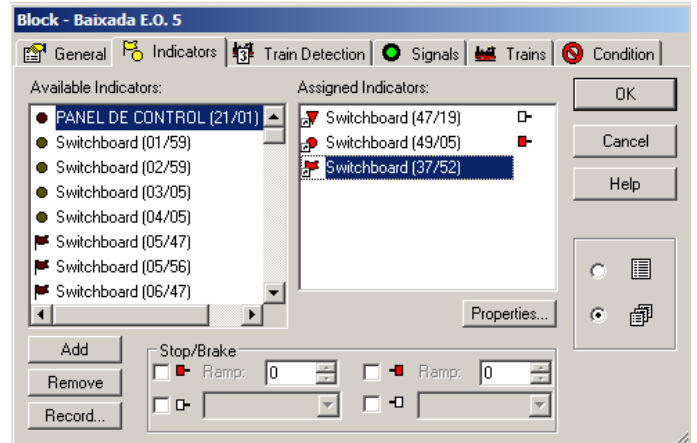 Block - Baixada E.O. 5
General Indicators 3 Train Detection Signals Trains Condition
Available Indicators:
Assigned Indicators:
PANEL DE CONTROL (21/01)
Switchboard (01/59)
Switchboard (02/59)
Switchboard (03/05)
Switchboard (04/05)
Switchboard (05/47)
Switchboard (05/56)
Switchboard (06/47)
Switchboard (47/19)
Switchboard (49/05)
Switchboard (37/52)
Properties...
OK
Cancel
Help
Add
Remove
Record...
Stop/Brake
Ramp: 0 Ramp: 0